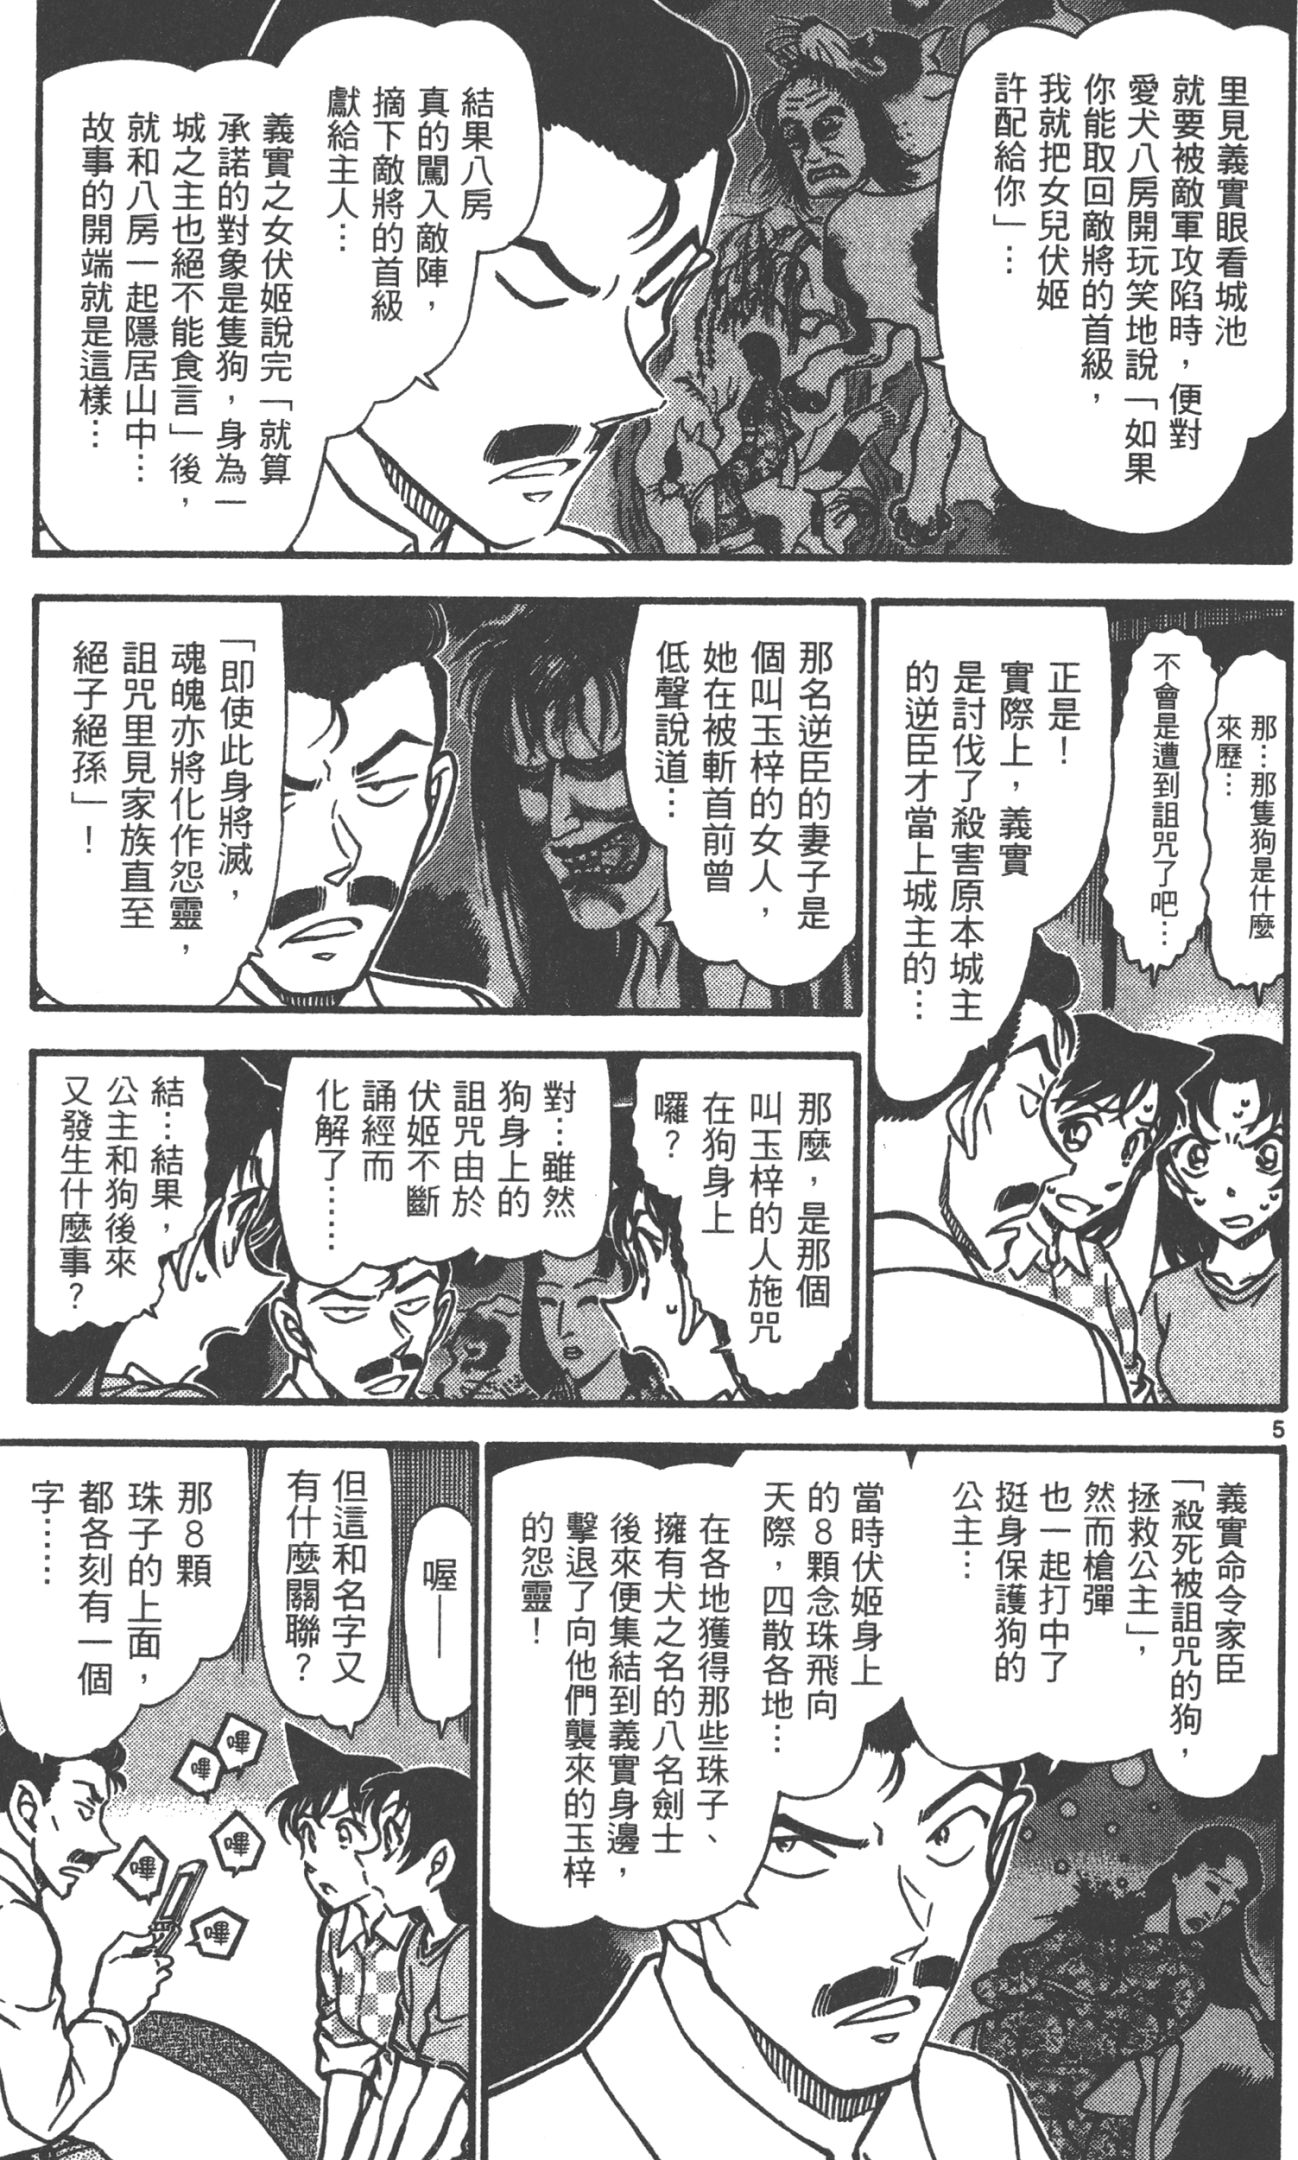 里見義實眼看城池
就要被敵軍攻陷時，便對
愛犬八房開玩笑地說「如果
你能取回敵將的首級，
我就把女兒伏姬
許配給你」…
結果八房
真的闖入敵陣，
摘下敵將的首級
獻給主人…
義實之女伏姬說完「就算
承諾的對象是隻狗，身為一
城之主也絕不能食言」後，
就和八房一起隱居山中…
故事的開端就是這樣…
那…那隻狗是什麼
來歷…
不會是遭到詛咒了吧…
正是！
實際上，義實
是討伐了殺害原本城主
的逆臣才當上城主的…
那名逆臣的妻子是
個叫玉梓的女人，
她在被斬首前曾
低聲說道…
「即使此身將滅，
魂魄亦將化作怨靈，
詛咒里見家族直至
絕子絕孫」！
那麼，是那個
叫玉梓的人施咒
在狗身上
囉？
對…雖然
狗身上的
詛咒由於
伏姬不斷
誦經而
化解了……
結…結果，
公主和狗後來
又發生什麼事？
5
義實命令家臣
「殺死被詛咒的狗，
拯救公主」，
然而槍彈
也一起打中了
挺身保護狗的
公主…
當時伏姬身上
的8顆念珠飛向
天際，四散各地…
在各地獲得那些珠子、
擁有犬之名的八名劍士
後來便集結到義實身邊，
擊退了向他們襲來的玉梓
的怨靈！
喔──
但這和名字又
有什麼關聯？
那8顆
珠子的上面，
都各刻有一個
字……
嗶
嗶
嗶
嗶
嗶